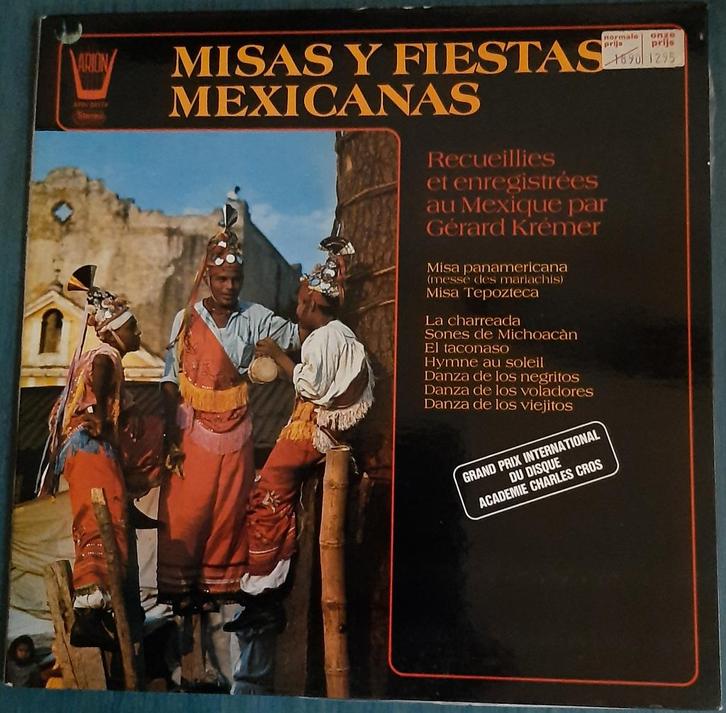 ARION
Stereo
MISAS Y FIESTAS
MEXICANAS
normale prijs
1690
onze prijs
1295
Recueillies
et enregistrées
au Mexique par
Gérard Krémer
Misa panamericana
(messe des mariachis)
Misa Tepozteca
La charreada
Sones de Michoacàn
El taconaso
Hymne au soleil
Danza de los negritos
Danza de los voladores
Danza de los viejitos
GRAND PRIX INTERNATIONAL
DU DISQUE
ACADEMIE CHARLES CROS